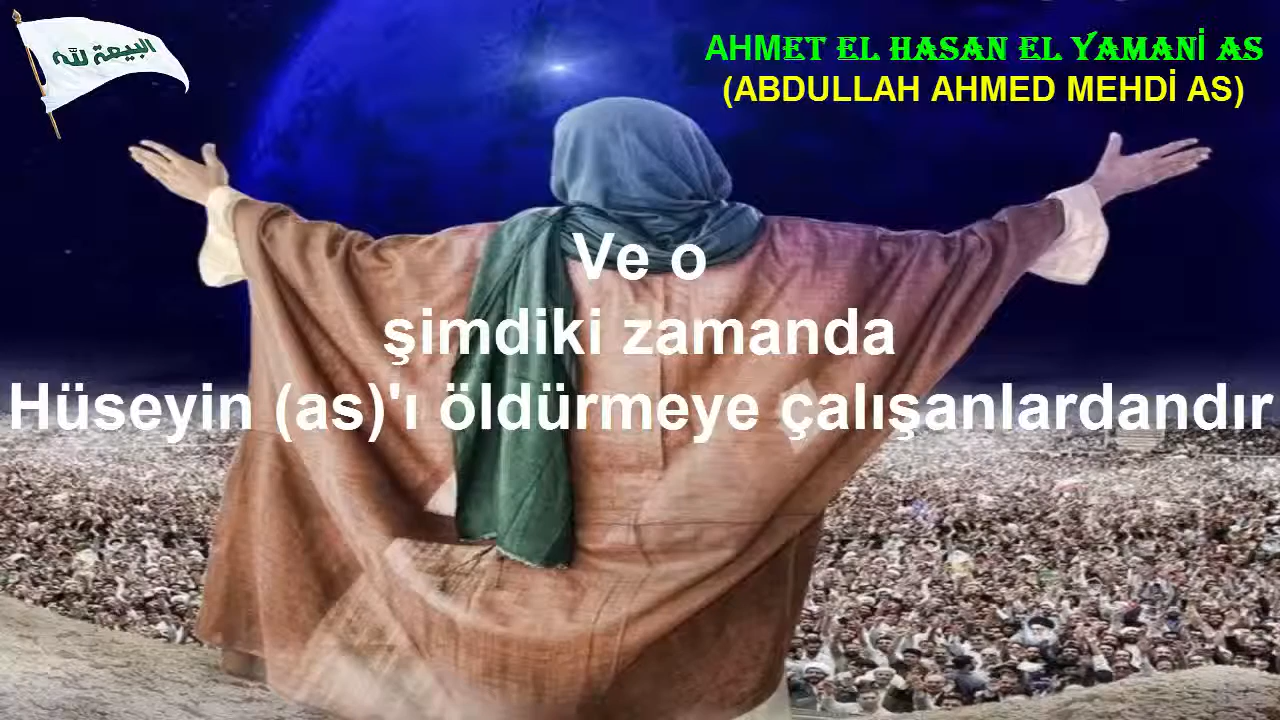 البيعة لله
AHMET EL HASAN EL YAMANİ AS
(ABDULLAH AHMED MEHDİ AS)
Ve o
şimdiki zamanda
Hüseyin (as)'ı öldürmeye çalışanlardandır